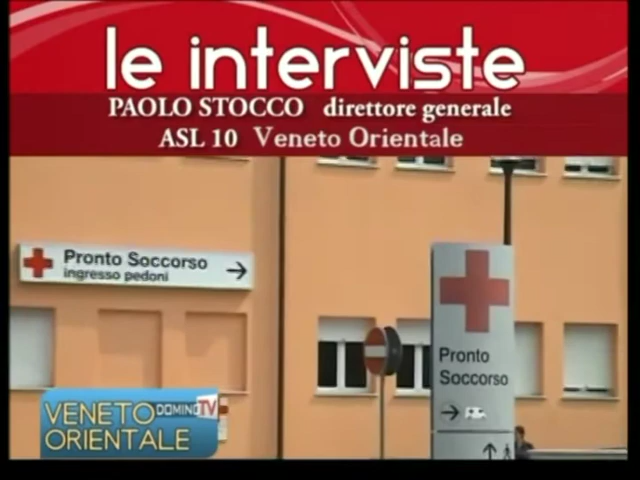 le interviste
PAOLO STOCCO direttore generale
ASL 10 Veneto Orientale
Pronto Soccorso
ingresso pedoni
Pronto
Soccorso
VENETO DOMINO TV
ORIENTALE